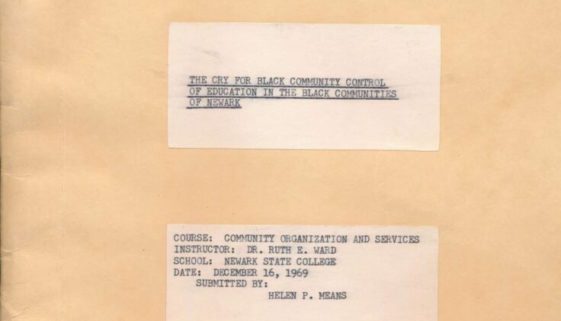 THE CRY FOR BLACK COMMUNITY CONTROL
OF EDUCATION IN THE BLACK COMMUNITIES
OF NEWARK
COURSE: COMMUNITY ORGANIZATION AND SERVICES
INSTRUCTOR: DR. RUTH E. WARD
SCHOOL: NEWARK STATE COLLEGE
DATE: DECEMBER 16, 1969
SUBMITTED BY:
HELEN P. MEANS